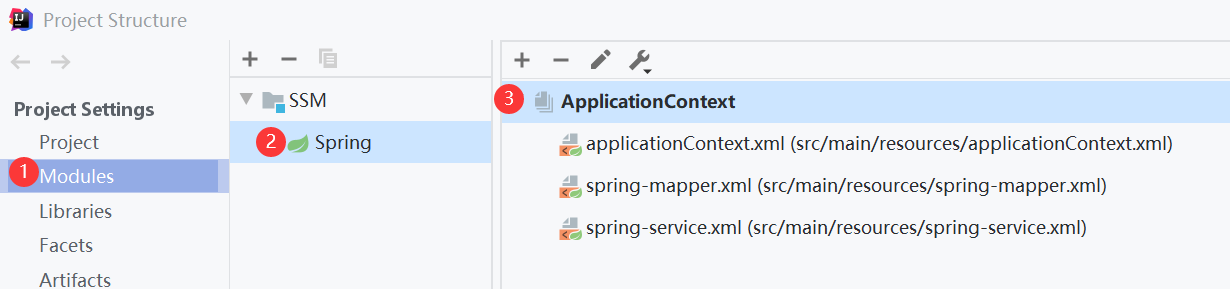 Project Structure
Project Settings
Project
1 Modules
Libraries
Facets
Artifacts
SSM
2 Spring
3 ApplicationContext
applicationContext.xml (src/main/resources/applicationContext.xml)
spring-mapper.xml (src/main/resources/spring-mapper.xml)
spring-service.xml (src/main/resources/spring-service.xml)